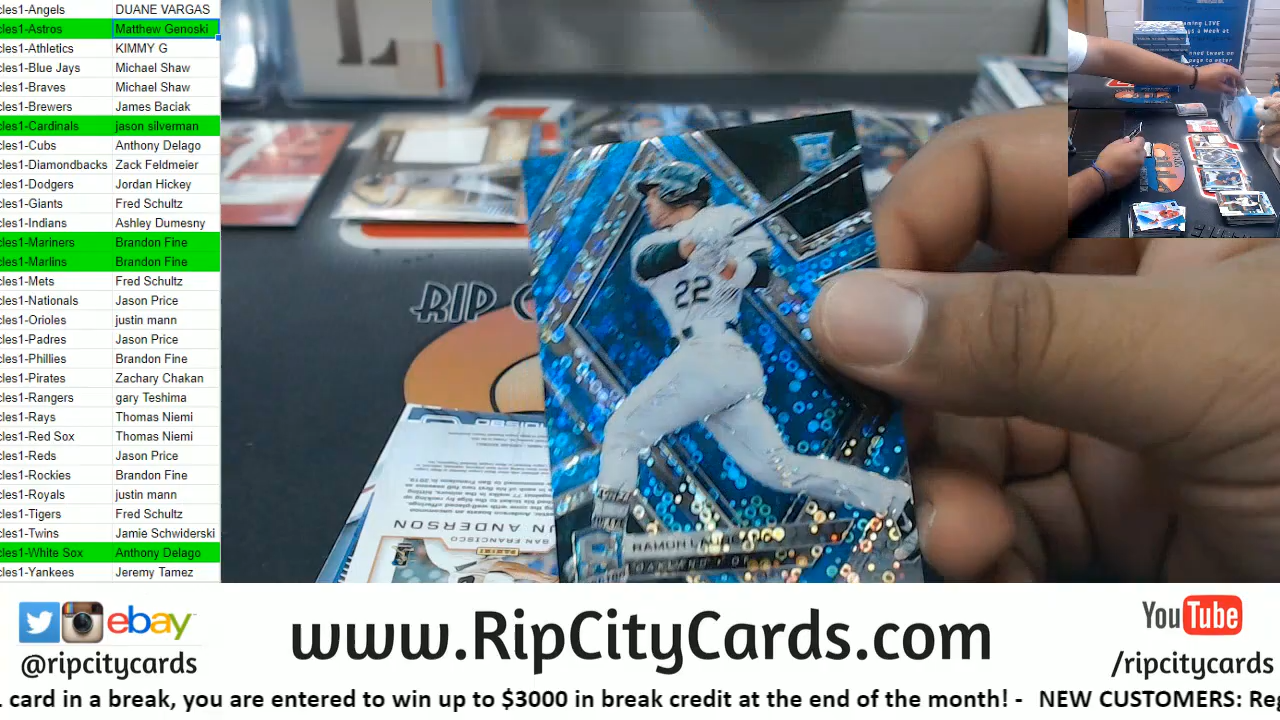 cles1-Angels DUANE VARGAS
cles1-Astros Matthew Genoski
cles1-Athletics KIMMY G
cles1-Blue Jays Michael Shaw
cles1-Braves Michael Shaw
cles1-Brewers James Baciak
cles1-Cardinals jason silverman
cles1-Cubs Anthony Delago
cles1-Diamondbacks Zack Feldmeier
cles1-Dodgers Jordan Hickey
cles1-Giants Fred Schultz
cles1-Indians Ashley Dumesny
cles1-Mariners Brandon Fine
cles1-Marlins Brandon Fine
cles1-Mets Fred Schultz
cles1-Nationals Jason Price
cles1-Orioles justin mann
cles1-Padres Jason Price
cles1-Phillies Brandon Fine
cles1-Pirates Zachary Chakan
cles1-Rangers gary Teshima
cles1-Rays Thomas Niemi
cles1-Red Sox Thomas Niemi
cles1-Reds Jason Price
cles1-Rockies Brandon Fine
cles1-Royals justin mann
cles1-Tigers Fred Schultz
cles1-Twins Jamie Schwiderski
cles1-White Sox Anthony Delago
cles1-Yankees Jeremy Tamez
RIP C
RC
22
RAMON
OAKLAND
N ANDERSON
SAN FRANCISCO
PANINI
aming LIVE
ebay
@ripcitycards
www.RipCityCards.com
YouTube
/ripcitycards
. card in a break, you are entered to win up to $3000 in break credit at the end of the month! - NEW CUSTOMERS: Reg